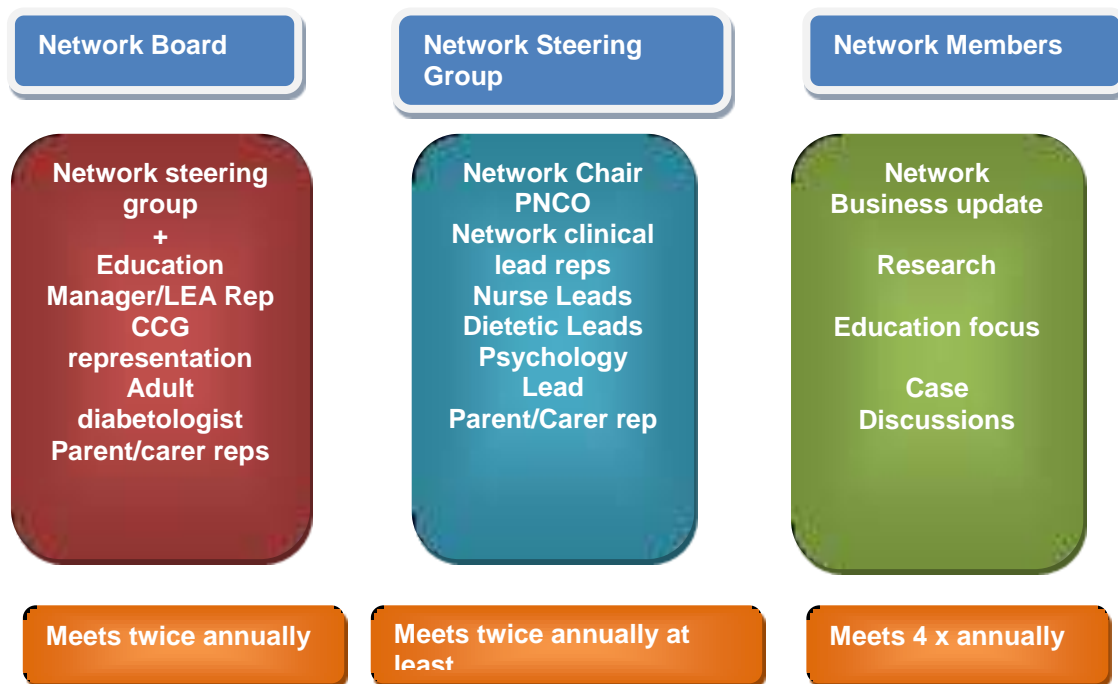 Network Board
Network Steering
Group
Network Members
Network steering
group
+
Education
Manager/LEA Rep
CCG
representation
Adult
diabetologist
Parent/carer reps
Network Chair
PNCO
Network clinical
lead reps
Nurse Leads
Dietetic Leads
Psychology
Lead
Parent/Carer rep
Network
Business update
Research
Education focus
Case
Discussions
Meets twice annually
Meets twice annually at
least
Meets 4 x annually